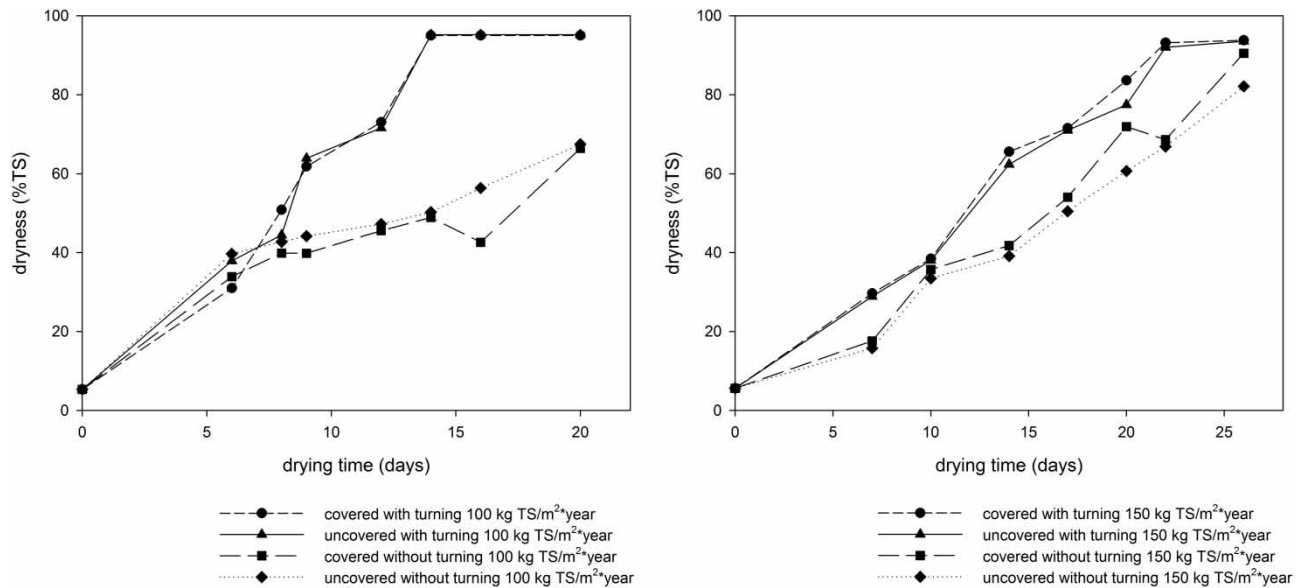 100
80
60
40
20
0
dryness (%TS)
0 5 10 15 20
drying time (days)
covered with turning 100 kg TS/m²*year
uncovered with turning 100 kg TS/m²*year
covered without turning 100 kg TS/m²*year
uncovered without turning 100 kg TS/m²*year
100
80
60
40
20
0
dryness (%TS)
0 5 10 15 20 25
drying time (days)
covered with turning 150 kg TS/m²*year
uncovered with turning 150 kg TS/m²*year
covered without turning 150 kg TS/m²*year
uncovered without turning 150 kg TS/m²*year